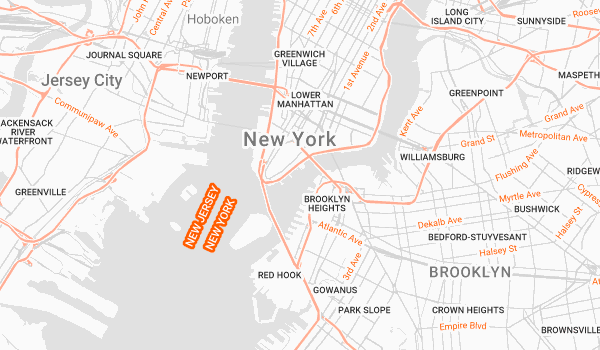 John
Central Ave
Hoboken
7th Ave
6th
2nd Ave
LONG
ISLAND CITY
SUNNYSIDE
Roose
JOURNAL SQUARE
GREENWICH
VILLAGE
1st Avenue
Jersey City
NEWPORT
MASPETH
LOWER
MANHATTAN
GREENPOINT
Communipaw Ave
Kent Ave
Grand Ave
ACKENSACK
RIVER
WATERFRONT
New York
Grand St
Metropolitan Ave
WILLIAMSBURG
Flushing Ave
RIDGEW
GREENVILLE
NEW JERSEY
NEW YORK
BROOKLYN
HEIGHTS
Myrtle Ave
Cypres
BUSHWICK
Dekalb Ave
Halsey St
Atlantic Ave
BEDFORD-STUYVESANT
Halsey St
RED HOOK
3rd Ave
BROOKLYN
At
GOWANUS
PARK SLOPE
CROWN HEIGHTS
Empire Blvd
BROWNSVILLE